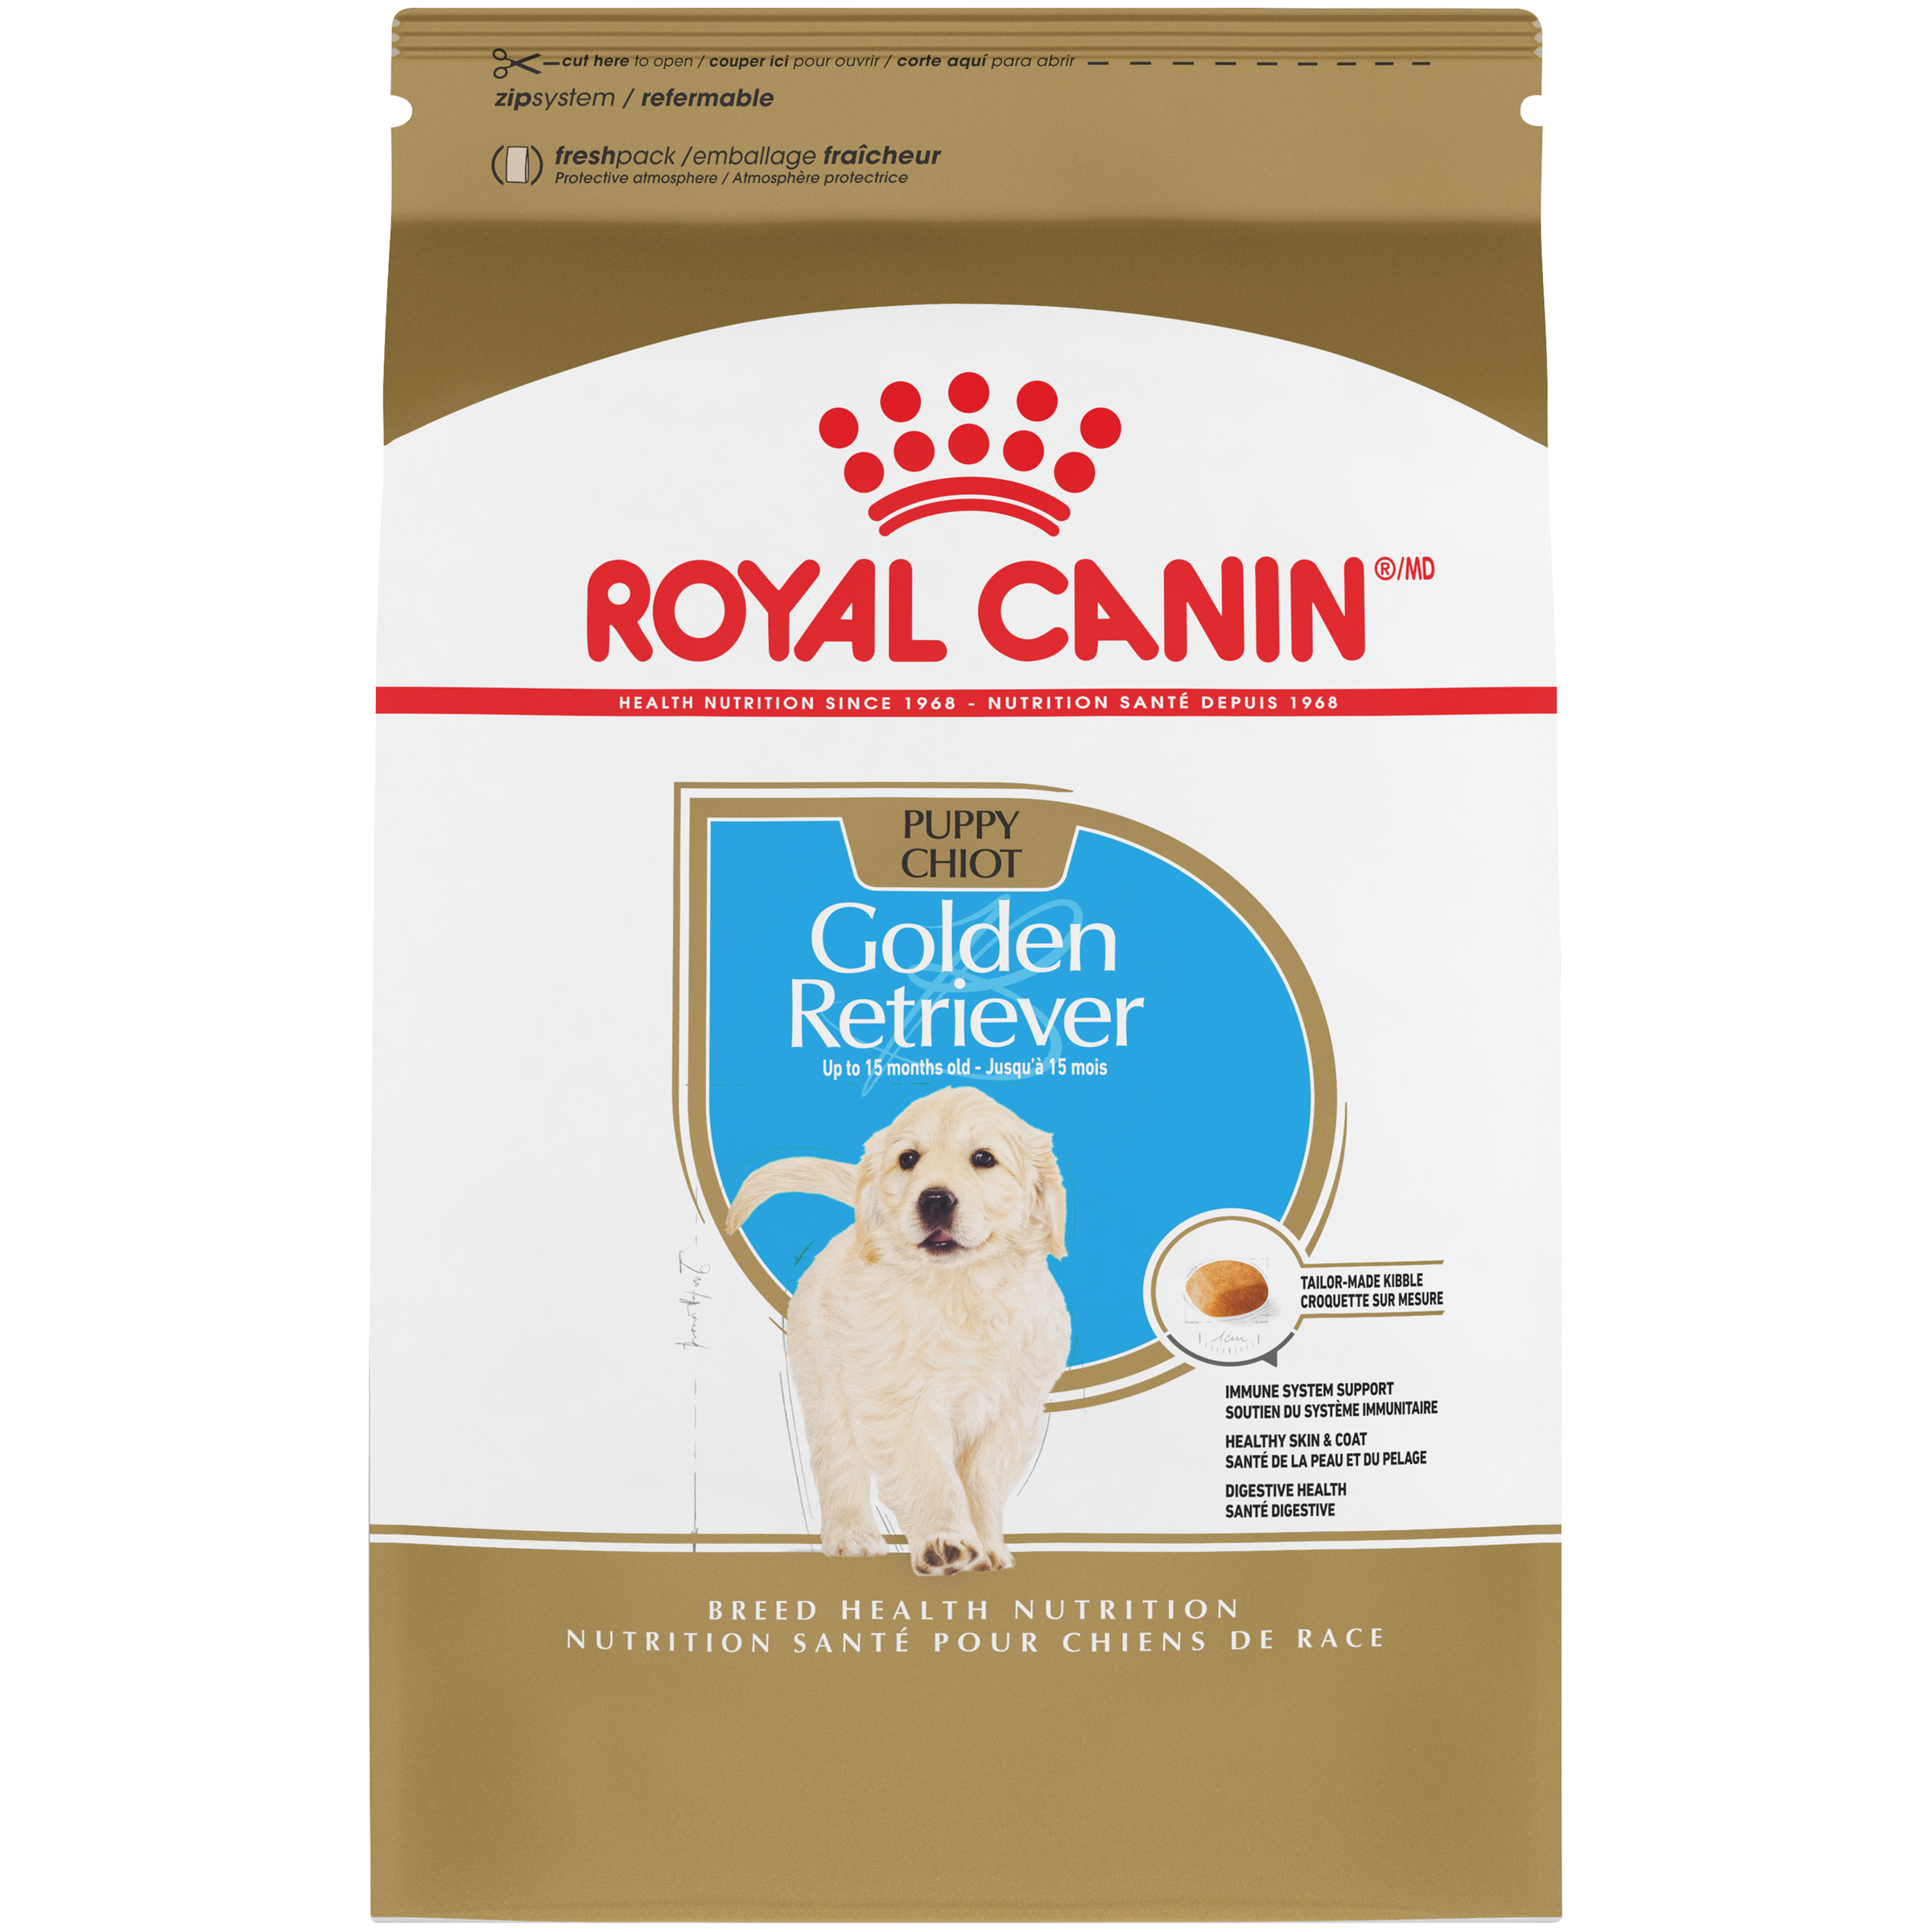 cut here to open / couper ici pour ouvrir / corte aquí para abrir
zipsystem / refermable
freshpack /emballage fraîcheur
Protective atmosphere / Atmosphère protectrice
ROYAL CANIN ®/MD
HEALTH NUTRITION SINCE 1968 - NUTRITION SANTÉ DEPUIS 1968
PUPPY
CHIOT
Golden
Retriever
Up to 15 months old - Jusqu'à 15 mois
TAILOR-MADE KIBBLE
CROQUETTE SUR MESURE
1cm
IMMUNE SYSTEM SUPPORT
SOUTIEN DU SYSTÈME IMMUNITAIRE
HEALTHY SKIN & COAT
SANTÉ DE LA PEAU ET DU PELAGE
DIGESTIVE HEALTH
SANTÉ DIGESTIVE
BREED HEALTH NUTRITION
NUTRITION SANTÉ POUR CHIENS DE RACE